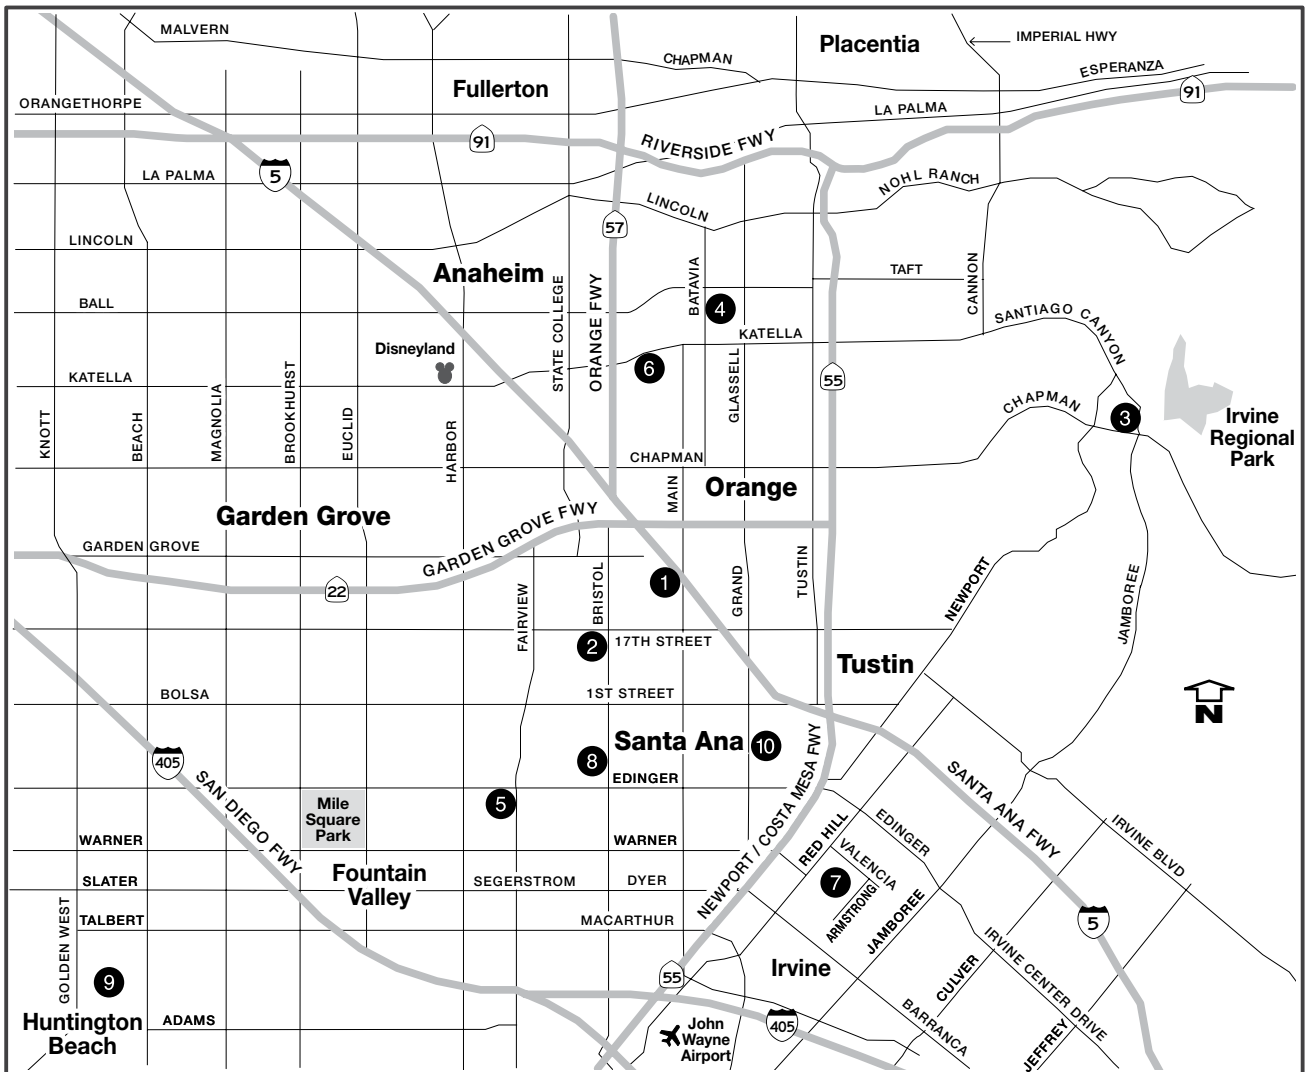 MALVERN
Placentia
IMPERIAL HWY
CHAPMAN
ESPERANZA
Fullerton
91
ORANGETHORPE
LA PALMA
91
RIVERSIDE FWY
5
LA PALMA
NOHL RANCH
LINCOLN
57
LINCOLN
Anaheim
TAFT
BATAVIA
CANNON
STATE COLLEGE
ORANGE FWY
BALL
4
SANTIAGO CANYON
KATELLA
Disneyland
6
KATELLA
GLASSELL
55
KNOTT
BEACH
MAGNOLIA
BROOKHURST
EUCLID
HARBOR
CHAPMAN
3
Irvine
Regional
Park
CHAPMAN
MAIN
Orange
Garden Grove
GARDEN GROVE FWY
GARDEN GROVE
22
FAIRVIEW
BRISTOL
1
GRAND
TUSTIN
NEWPORT
JAMBOREE
2
17TH STREET
Tustin
BOLSA
1ST STREET
N
405
SAN DIEGO FWY
8
Santa Ana
10
EDINGER
NEWPORT / COSTA MESA FWY
SANTA ANA FWY
5
Mile
Square
Park
IRVINE BLVD
WARNER
WARNER
RED HILL
EDINGER
VALENCIA
7
ARMSTRONG
JAMBOREE
SLATER
Fountain
Valley
SEGERSTROM
DYER
TALBERT
MACARTHUR
5
GOLDEN WEST
9
Irvine
CULVER
IRVINE CENTER DRIVE
55
BARRANCA
JEFFREY
Huntington
Beach
ADAMS
John
Wayne
Airport
405